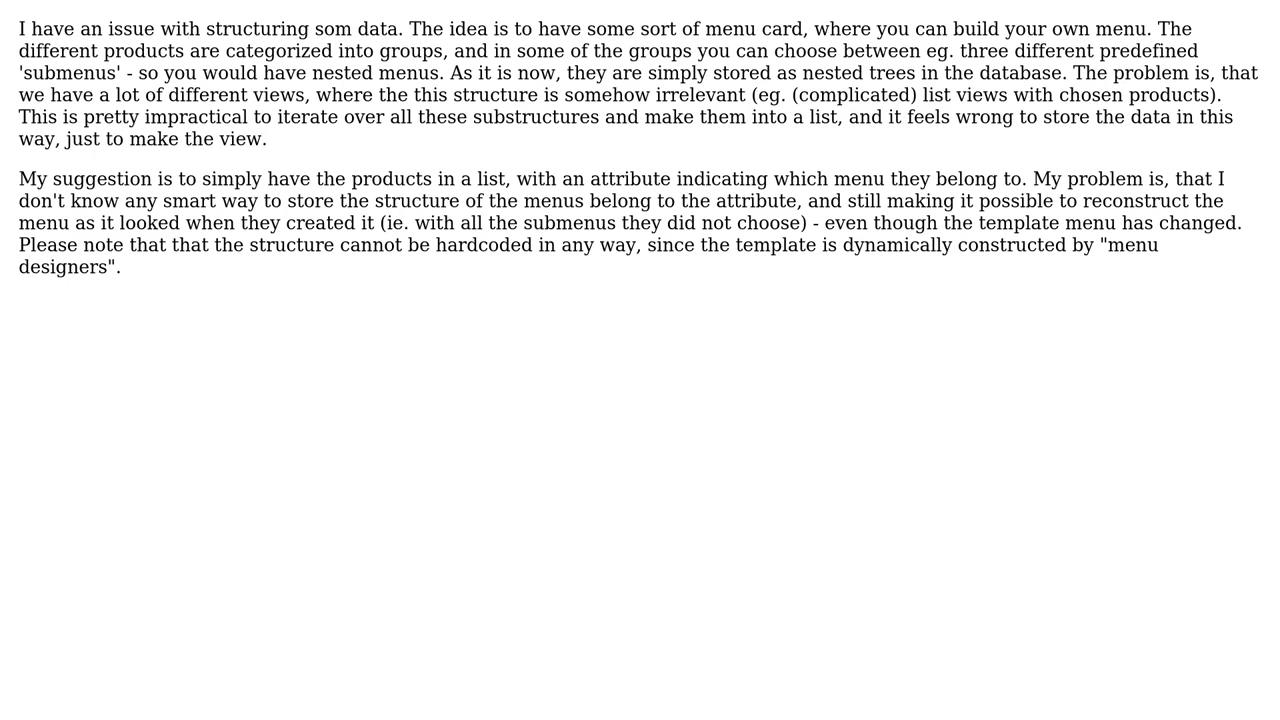 I have an issue with structuring som data. The idea is to have some sort of menu card, where you can build your own menu. The
different products are categorized into groups, and in some of the groups you can choose between eg. three different predefined
'submenus' - so you would have nested menus. As it is now, they are simply stored as nested trees in the database. The problem is, that
we have a lot of different views, where the this structure is somehow irrelevant (eg. (complicated) list views with chosen products).
This is pretty impractical to iterate over all these substructures and make them into a list, and it feels wrong to store the data in this
way, just to make the view.
My suggestion is to simply have the products in a list, with an attribute indicating which menu they belong to. My problem is, that I
don't know any smart way to store the structure of the menus belong to the attribute, and still making it possible to reconstruct the
menu as it looked when they created it (ie. with all the submenus they did not choose) - even though the template menu has changed.
Please note that that the structure cannot be hardcoded in any way, since the template is dynamically constructed by "menu
designers".